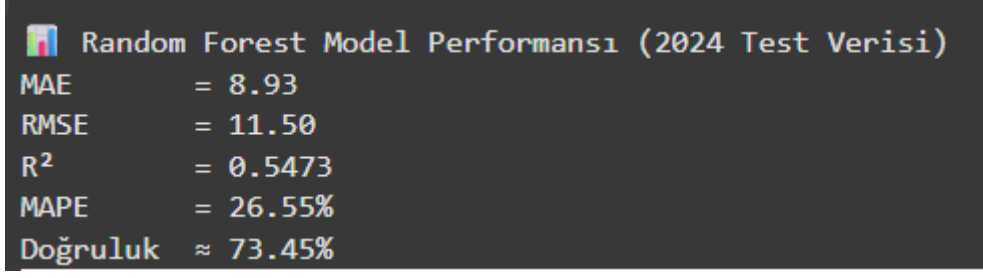 📊 Random Forest Model Performansı (2024 Test Verisi)
MAE = 8.93
RMSE = 11.50
R² = 0.5473
MAPE = 26.55%
Doğruluk ≈ 73.45%